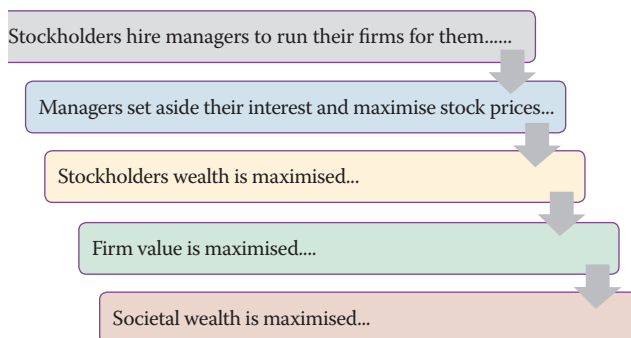 Stockholders hire managers to run their firms for them......
Managers set aside their interest and maximise stock prices...
Stockholders wealth is maximised...
Firm value is maximised....
Societal wealth is maximised...